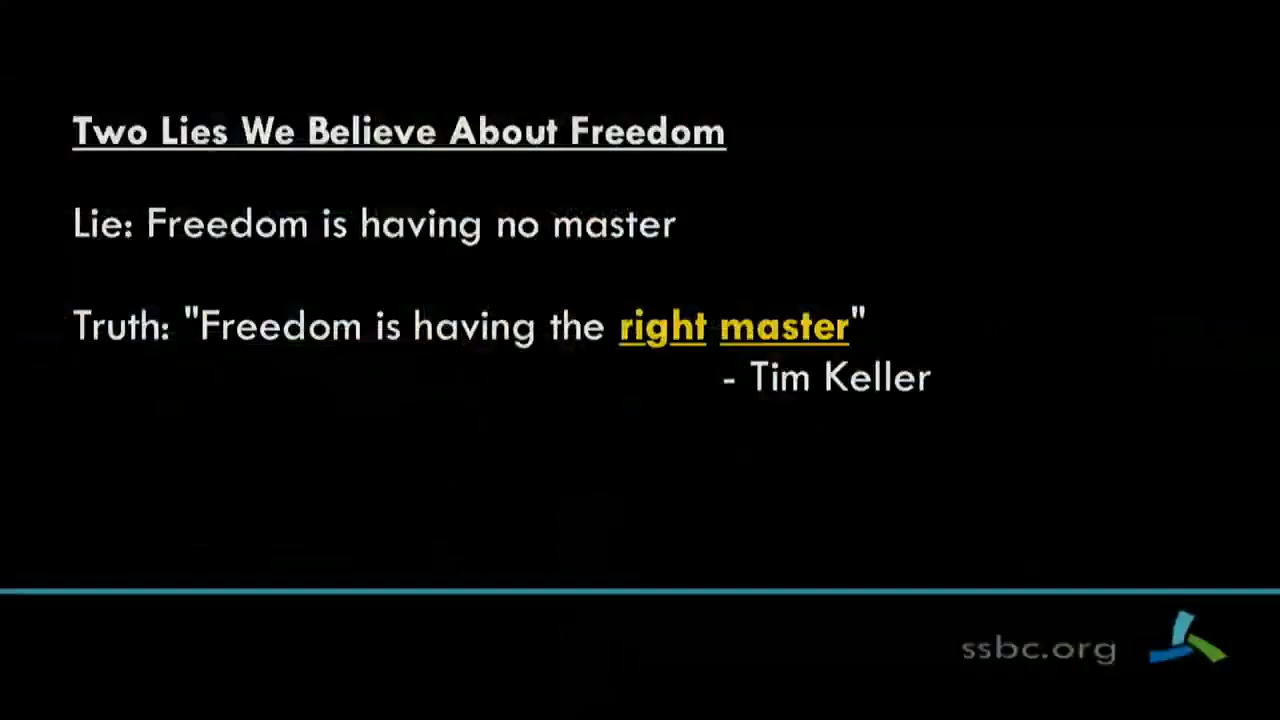 Two Lies We Believe About Freedom
Lie: Freedom is having no master
Truth: "Freedom is having the right master"
- Tim Keller
ssbc.org